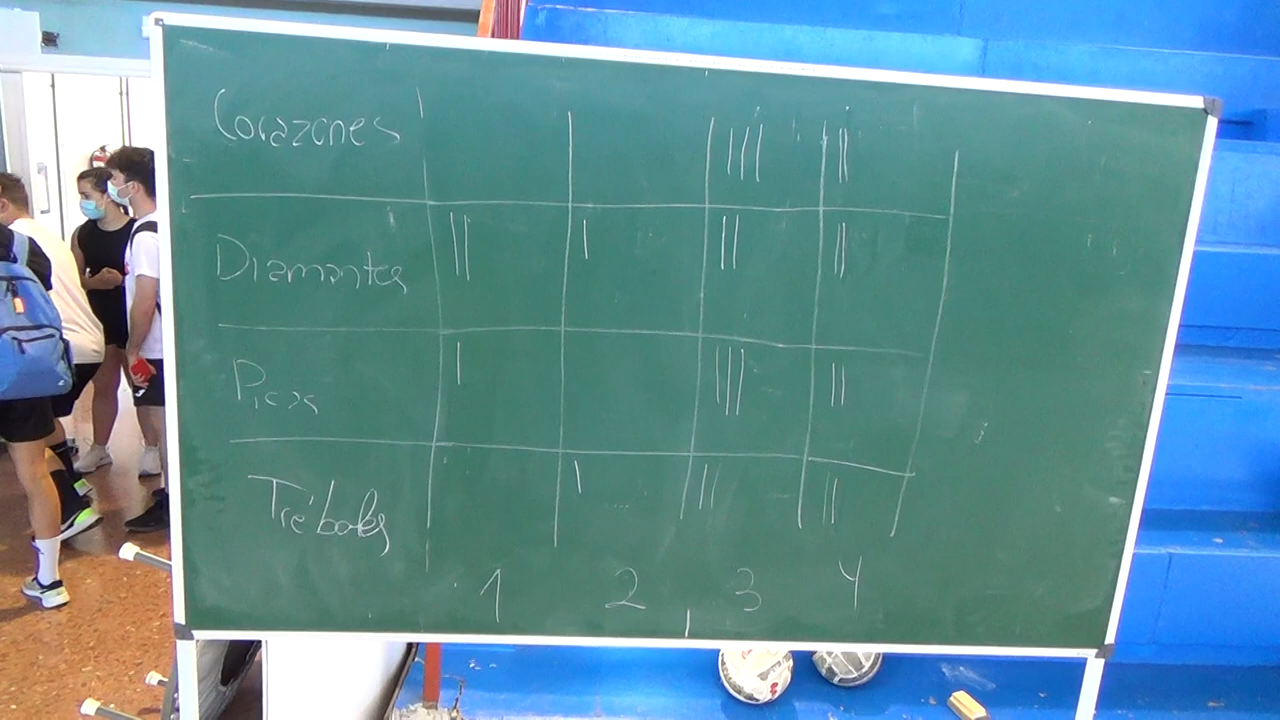 Corazones |||| ||
Diamantes ||| | ||| ||
Picas | |||| ||
Tréboles | ||| ||
1 2 3 4